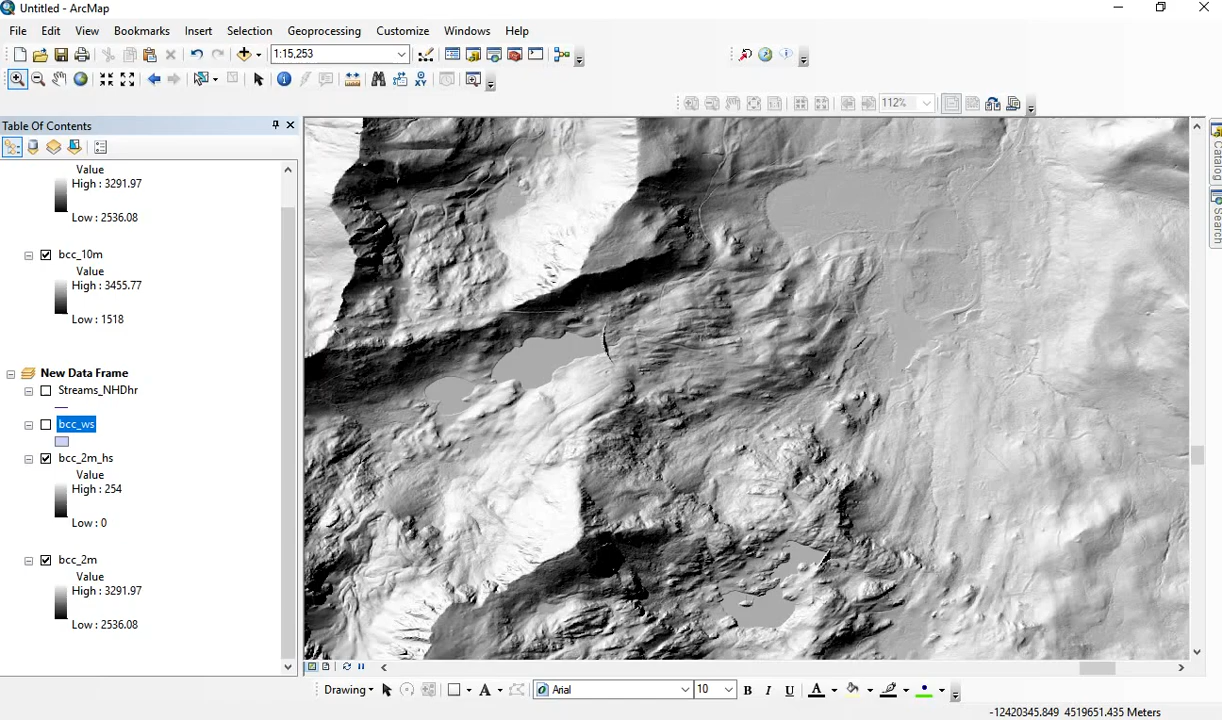 Untitled - ArcMap
File Edit View Bookmarks Insert Selection Geoprocessing Customize Windows Help
1:15,253
XY
112%
Table Of Contents
Value
High : 3291.97
Low : 2536.08
bcc_10m
Value
High : 3455.77
Low : 1518
New Data Frame
Streams_NHDhr
bcc_ws
bcc_2m_hs
Value
High : 254
Low : 0
bcc_2m
Value
High : 3291.97
Low : 2536.08
Catalog
Search
Drawing A Arial 10 B I U A
-12420345.849 4519651.435 Meters